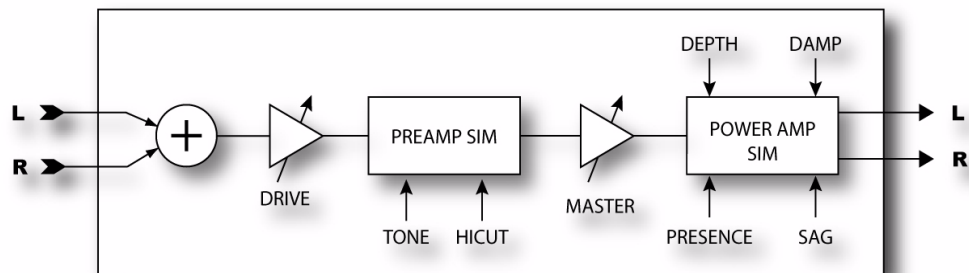 DEPTH DAMP
L L
+
PREAMP SIM
POWER AMP
SIM
R R
DRIVE
MASTER
TONE HICUT
PRESENCE SAG